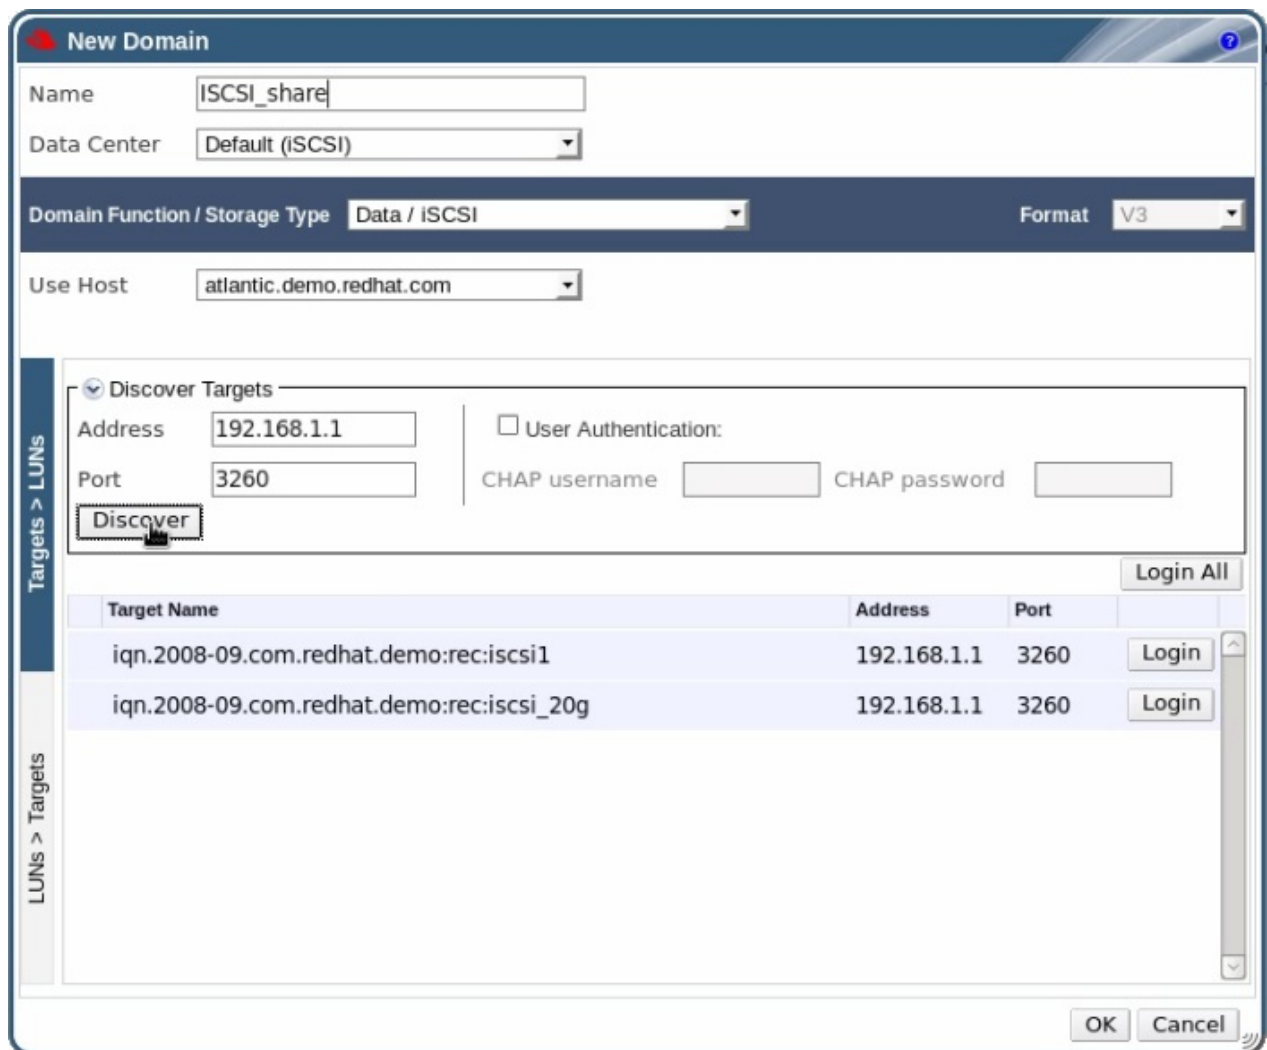 New Domain
?
Name ISCSI_share
Data Center Default (iSCSI)
Domain Function / Storage Type Data / iSCSI Format V3
Use Host atlantic.demo.redhat.com
Targets > LUNs
LUNs > Targets
Discover Targets
Address 192.168.1.1 User Authentication:
Port 3260 CHAP username CHAP password
Discover
Login All
Target Name Address Port
iqn.2008-09.com.redhat.demo:rec:iscsi1 192.168.1.1 3260 Login
iqn.2008-09.com.redhat.demo:rec:iscsi_20g 192.168.1.1 3260 Login
OK Cancel